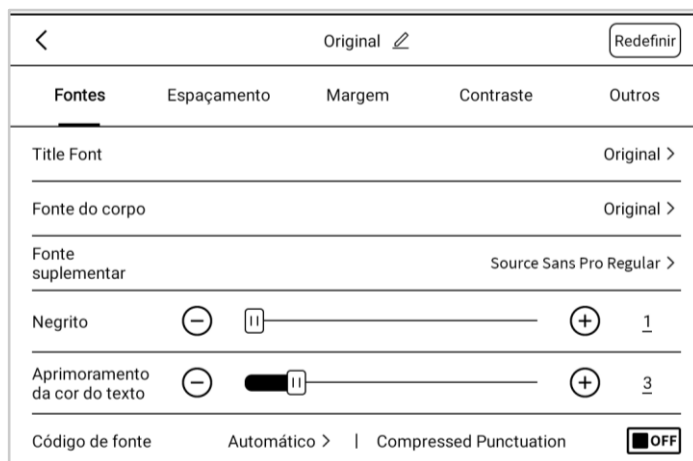 Original
Redefinir
Fontes Espaçamento Margem Contraste Outros
Title Font Original >
Fonte do corpo Original >
Fonte
suplementar
Source Sans Pro Regular >
Negrito 1
Aprimoramento
da cor do texto
3
Código de fonte Automático > | Compressed Punctuation OFF